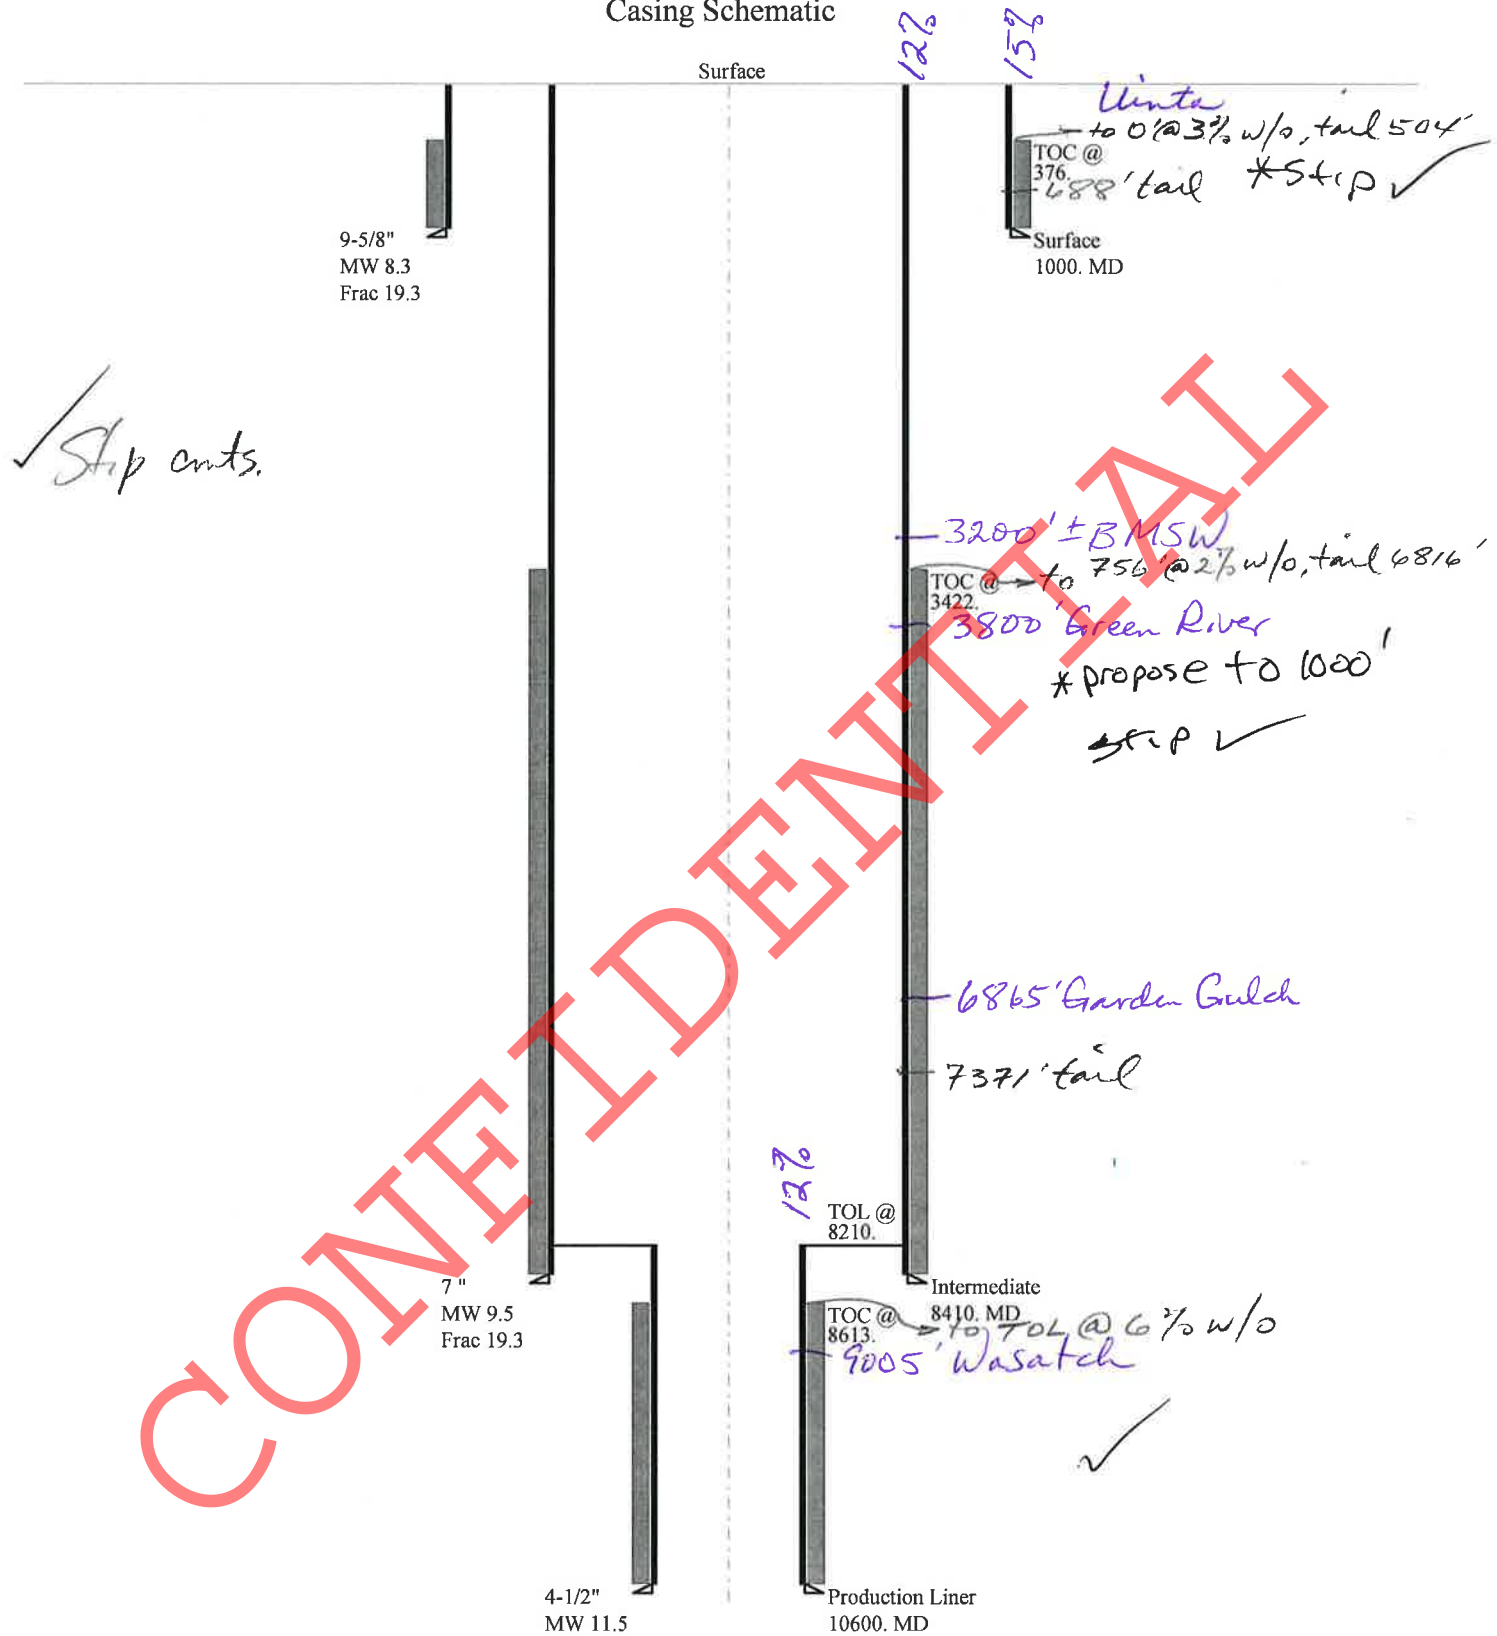 Casing Schematic
12%
15%
Surface
Uinta
to 0'@3% w/o, tail 504'
TOC @
376.
688' tail *Stip ✓
9-5/8"
MW 8.3
Frac 19.3
Surface
1000. MD
✓ Stip cmts.
3200' ± BMSW
to 756'@2% w/o, tail 6816'
TOC @
3422.
3800' Green River
*propose to 1000'
stip ✓
6865' Garden Gulch
7371' tail
12%
TOL @
8210.
7 "
MW 9.5
Frac 19.3
Intermediate
8410. MD
TOC @
8613.
to TOL @ 6% w/o
9005' Wasatch
✓
4-1/2"
MW 11.5
Production Liner
10600. MD
CONFIDENTIAL